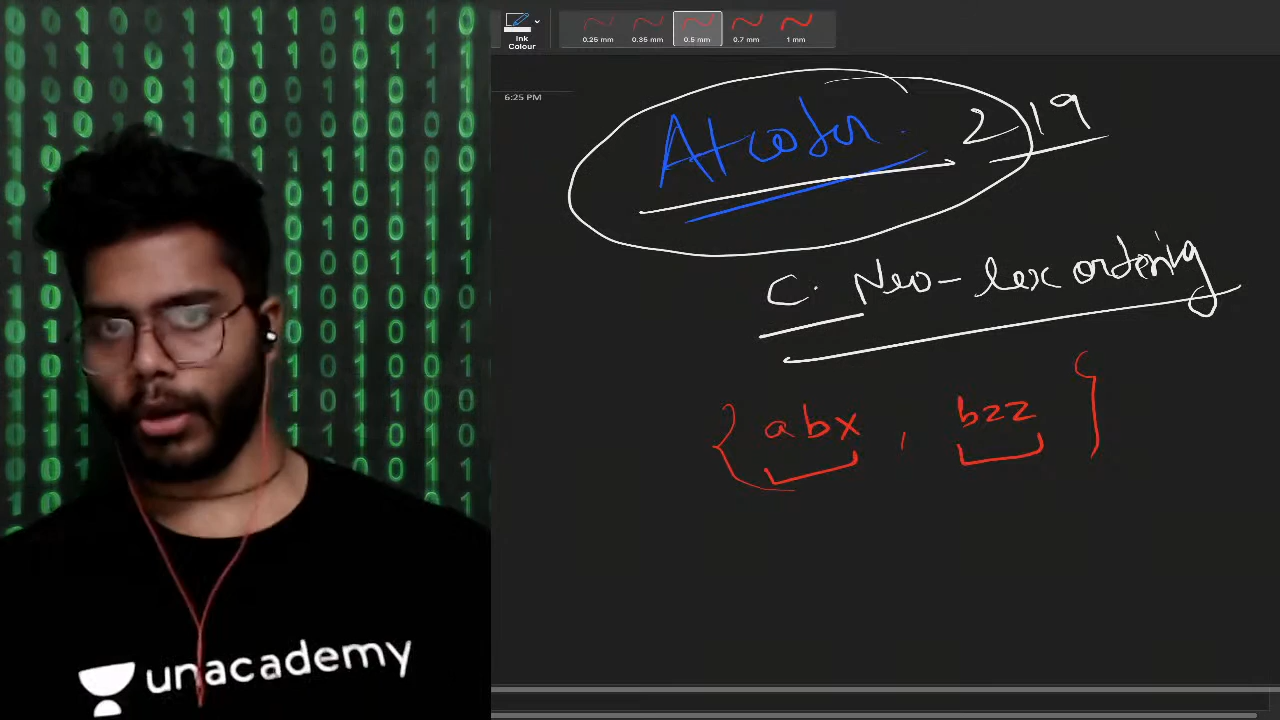 Ink
Colour
0.25 mm 0.35 mm 0.5 mm 0.7 mm 1 mm
6:25 PM
Atcoder. 219
C. Neo-lex ordering
{ abx , bzz }
unacademy